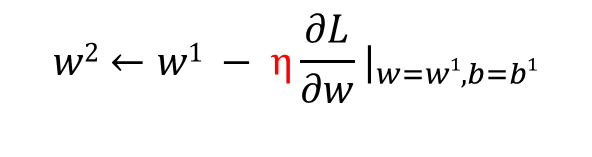 w² ← w¹ − η ∂L/∂w |w=w¹,b=b¹